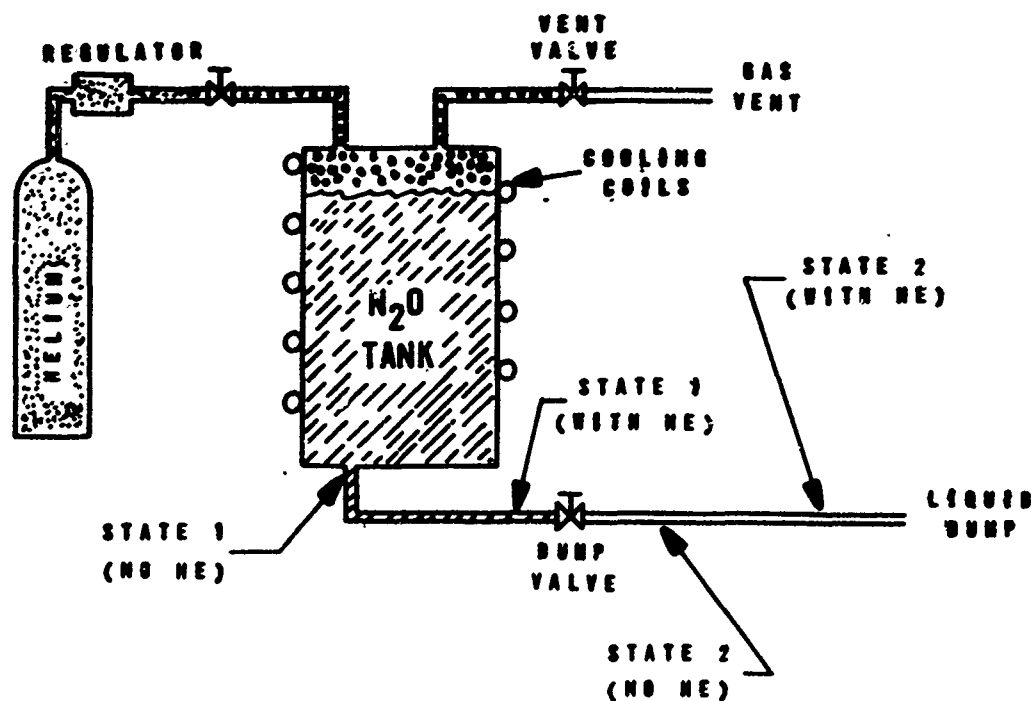 REGULATOR
VENT
VALVE
GAS
VENT
COOLING
COILS
HELIUM
N₂O
TANK
STATE 2
(WITH HE)
STATE 1
(WITH HE)
STATE 1
(NO HE)
DUMP
VALVE
LIQUID
DUMP
STATE 2
(NO HE)